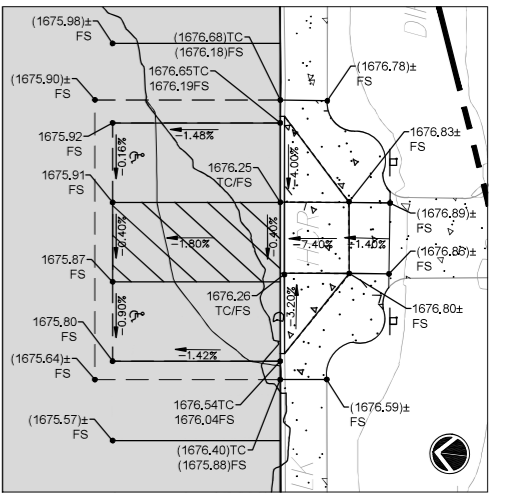 (1675.98)±
FS
(1676.68)TC
(1676.18)FS
1676.65TC
1676.19FS
(1676.78)±
FS
(1675.90)±
FS
1675.92
FS
-1.48%
-0.16%
1676.83±
FS
1676.25
TC/FS
-4.00%
1675.91
FS
-0.40%
-1.80%
-0.40%
-7.40%
-1.40%
(1676.89)±
FS
(1676.85)±
FS
1675.87
FS
1676.26
TC/FS
-3.20%
1676.80±
FS
-0.90%
1675.80
FS
-1.42%
(1675.64)±
FS
1676.54TC
1676.04FS
(1676.59)±
FS
(1675.57)±
FS
(1676.40)TC
(1675.88)FS